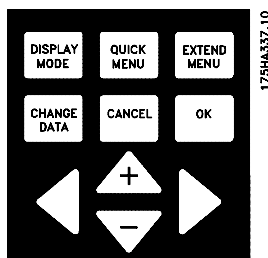 DISPLAY
MODE
QUICK
MENU
EXTEND
MENU
CHANGE
DATA
CANCEL
OK
+
−
175HA337.10